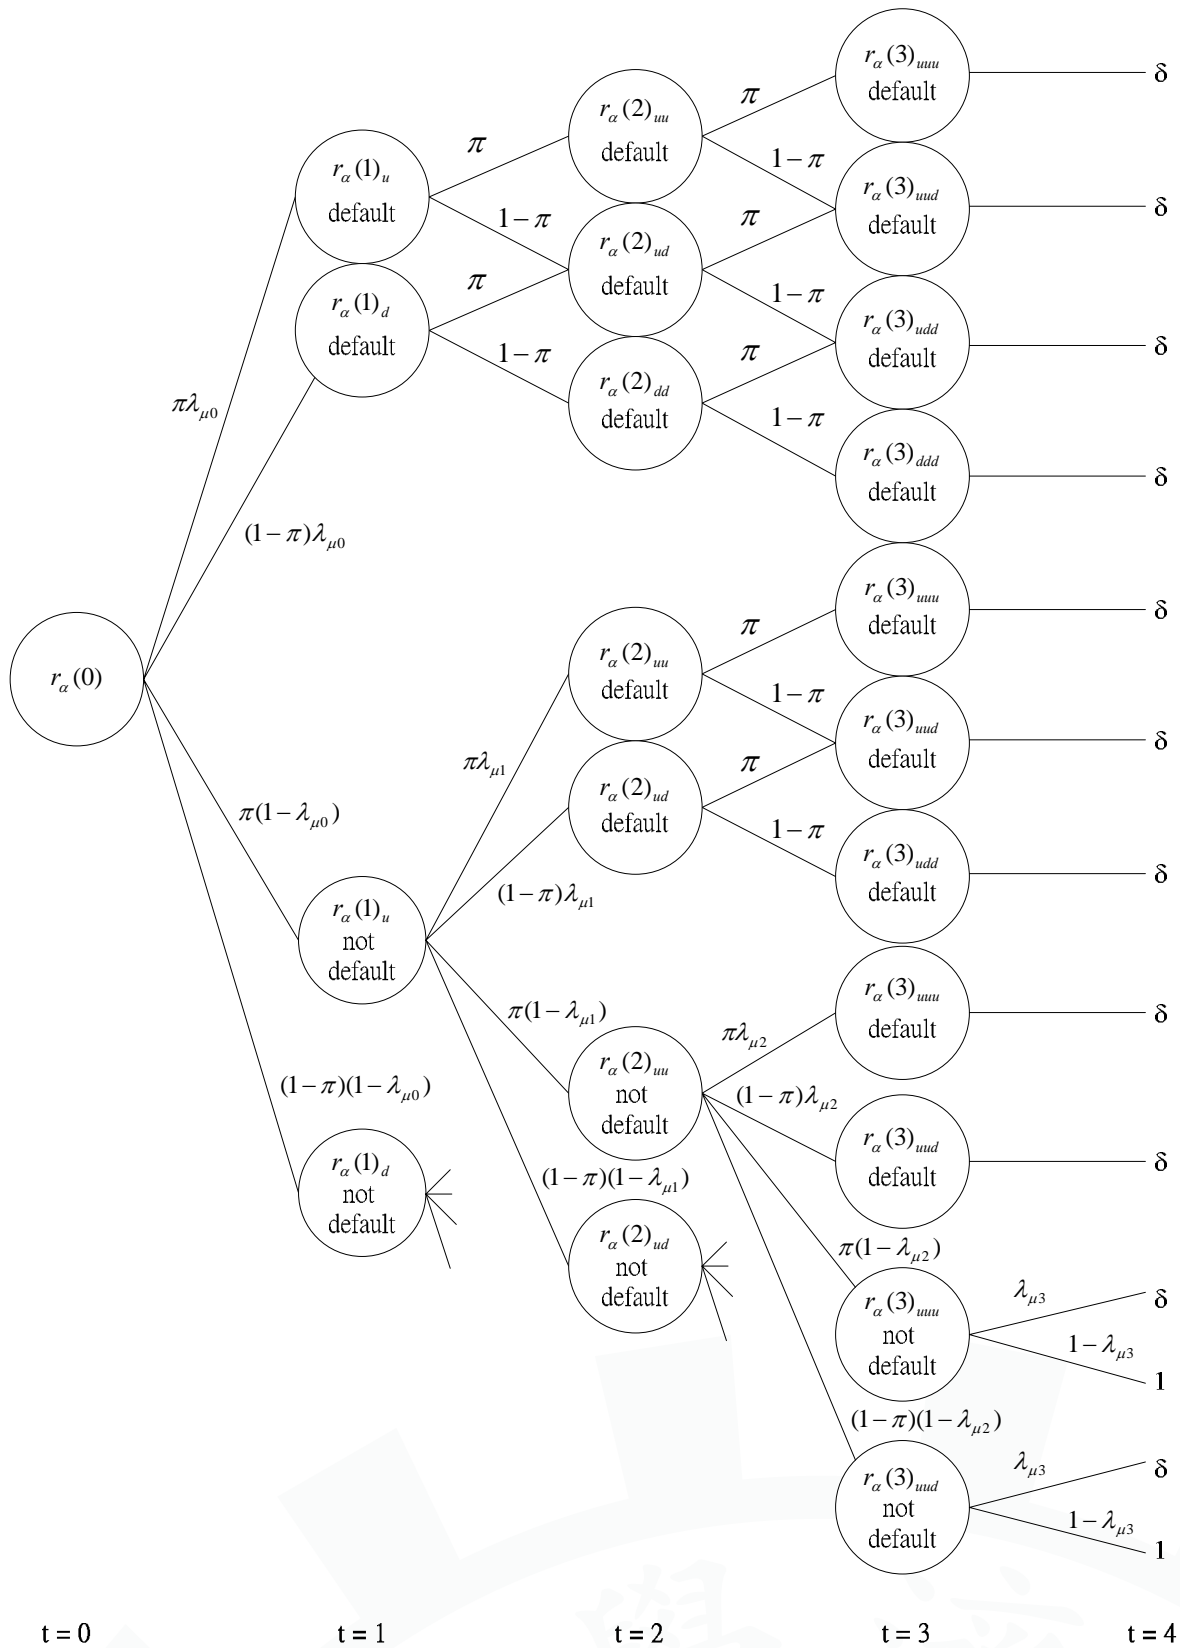 r_α(3)_uuu
default
δ
π
r_α(2)_uu
default
1−π
r_α(3)_uud
default
δ
π
r_α(1)_u
default
1−π
r_α(2)_ud
default
π
1−π
r_α(3)_udd
default
δ
π
r_α(1)_d
default
1−π
r_α(2)_dd
default
π
1−π
r_α(3)_ddd
default
δ
πλ_μ0
(1−π)λ_μ0
r_α(0)
π(1−λ_μ0)
(1−π)(1−λ_μ0)
r_α(1)_u
not
default
r_α(1)_d
not
default
πλ_μ1
(1−π)λ_μ1
π(1−λ_μ1)
(1−π)(1−λ_μ1)
r_α(2)_uu
default
r_α(2)_ud
default
π
1−π
π
1−π
r_α(3)_uuu
default
δ
r_α(3)_uud
default
δ
r_α(3)_udd
default
δ
r_α(2)_uu
not
default
r_α(2)_ud
not
default
πλ_μ2
(1−π)λ_μ2
π(1−λ_μ2)
(1−π)(1−λ_μ2)
r_α(3)_uuu
default
δ
r_α(3)_uud
default
δ
r_α(3)_uuu
not
default
λ_μ3
δ
1−λ_μ3
1
r_α(3)_uud
not
default
λ_μ3
δ
1−λ_μ3
1
t = 0
t = 1
t = 2
t = 3
t = 4